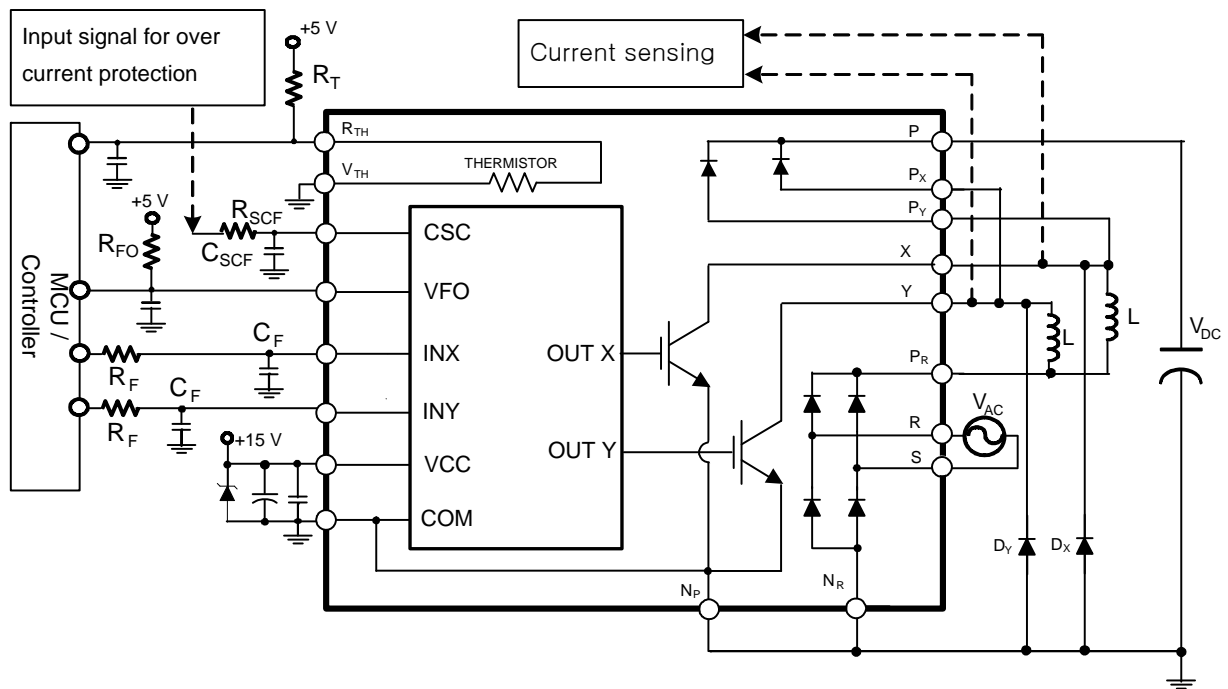 Input signal for over
current protection
+5 V
R_T
Current sensing
R_TH
V_TH
THERMISTOR
P
P_X
P_Y
X
Y
P_R
R
S
+5 V
R_FO
R_SCF
C_SCF
MCU /
Controller
CSC
VFO
INX
INY
VCC
COM
OUT X
OUT Y
C_F
R_F
C_F
R_F
+15 V
L
L
V_DC
V_AC
D_Y
D_X
N_P
N_R